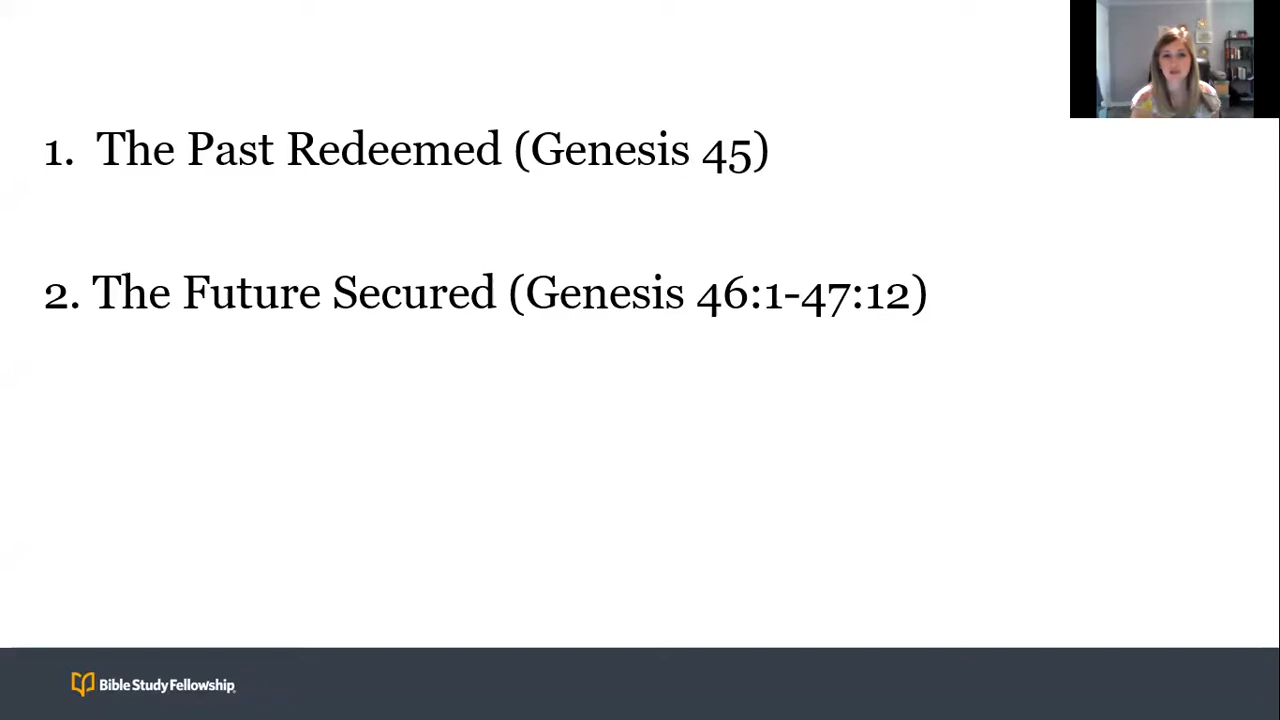 1. The Past Redeemed (Genesis 45)
2. The Future Secured (Genesis 46:1-47:12)
Bible Study Fellowship